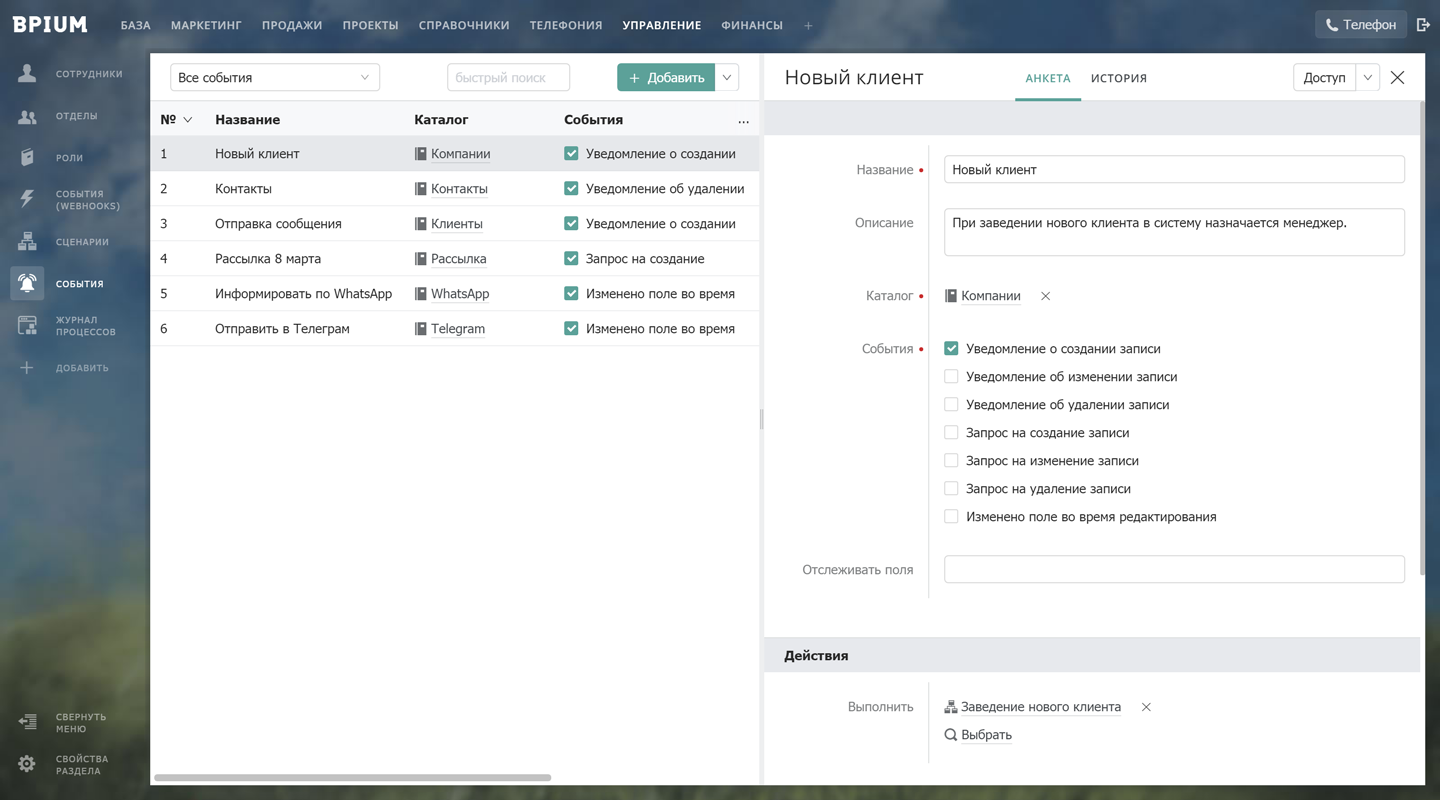 BPIUM
БАЗА
МАРКЕТИНГ
ПРОДАЖИ
ПРОЕКТЫ
СПРАВОЧНИКИ
ТЕЛЕФОНИЯ
УПРАВЛЕНИЕ
ФИНАНСЫ
+
Телефон
СОТРУДНИКИ
ОТДЕЛЫ
РОЛИ
СОБЫТИЯ
(WEBHOOKS)
СЦЕНАРИИ
СОБЫТИЯ
ЖУРНАЛ
ПРОЦЕССОВ
ДОБАВИТЬ
СВЕРНУТЬ
МЕНЮ
СВОЙСТВА
РАЗДЕЛА
Все события
быстрый поиск
+ Добавить
№ Название Каталог События ...
1 Новый клиент Компании Уведомление о создании
2 Контакты Контакты Уведомление об удалении
3 Отправка сообщения Клиенты Уведомление о создании
4 Рассылка 8 марта Рассылка Запрос на создание
5 Информировать по WhatsApp WhatsApp Изменено поле во время
6 Отправить в Телеграм Telegram Изменено поле во время
Новый клиент
АНКЕТА
ИСТОРИЯ
Доступ
Название
Новый клиент
Описание
При заведении нового клиента в систему назначается менеджер.
Каталог
Компании
События
Уведомление о создании записи
Уведомление об изменении записи
Уведомление об удалении записи
Запрос на создание записи
Запрос на изменение записи
Запрос на удаление записи
Изменено поле во время редактирования
Отслеживать поля
Действия
Выполнить
Заведение нового клиента
Выбрать